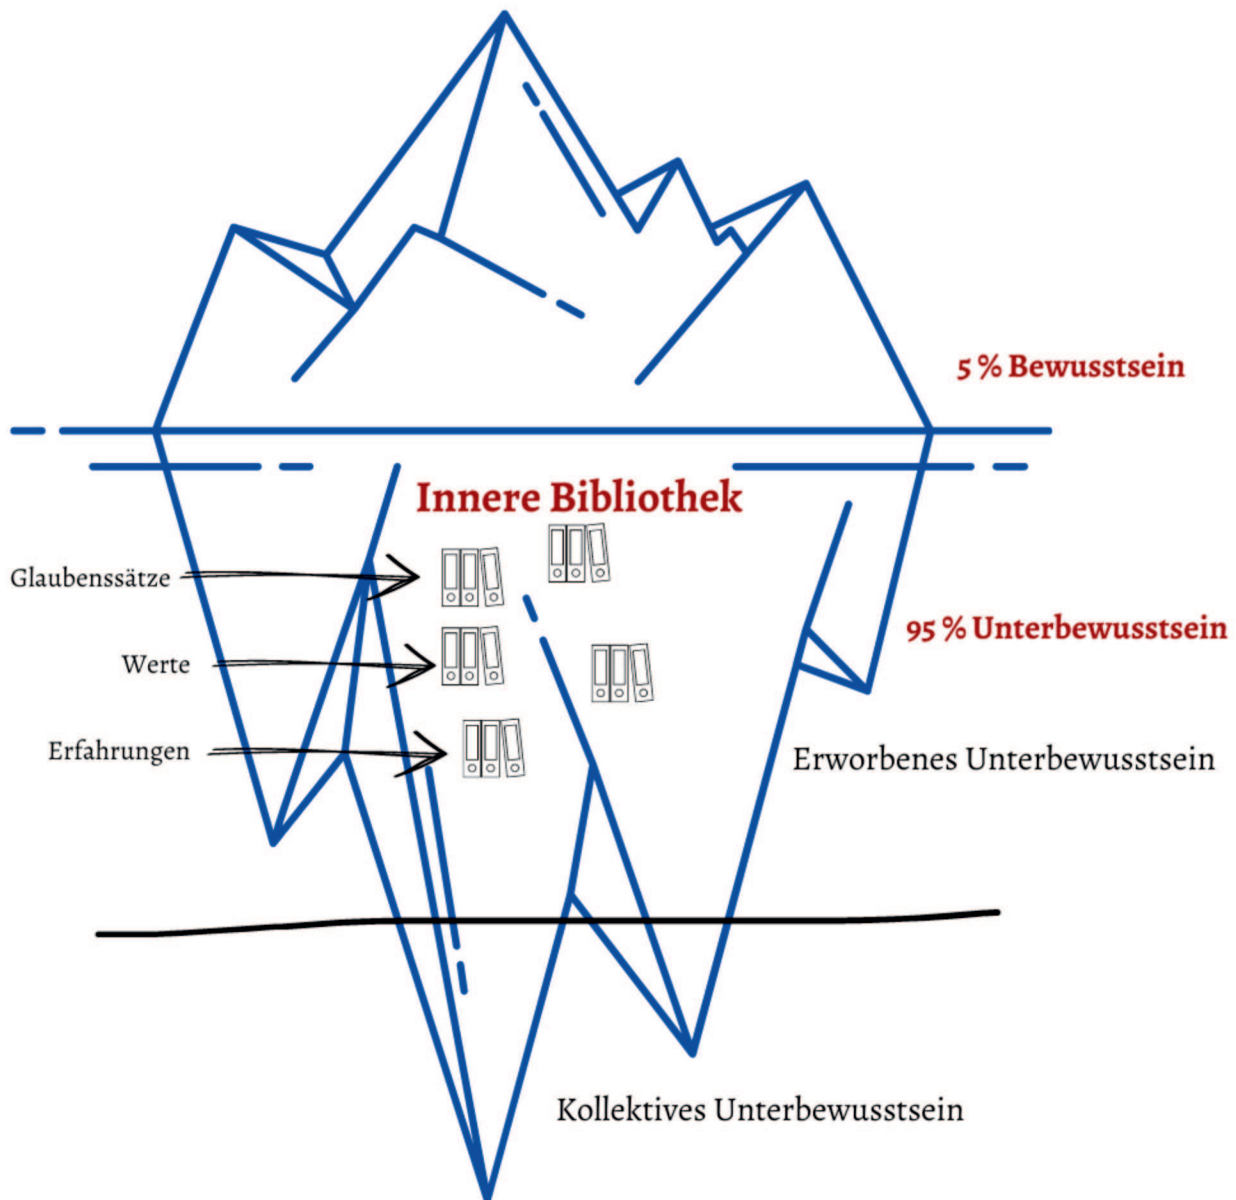 5 % Bewusstsein
Innere Bibliothek
Glaubenssätze
95 % Unterbewusstsein
Werte
Erfahrungen
Erworbenes Unterbewusstsein
Kollektives Unterbewusstsein